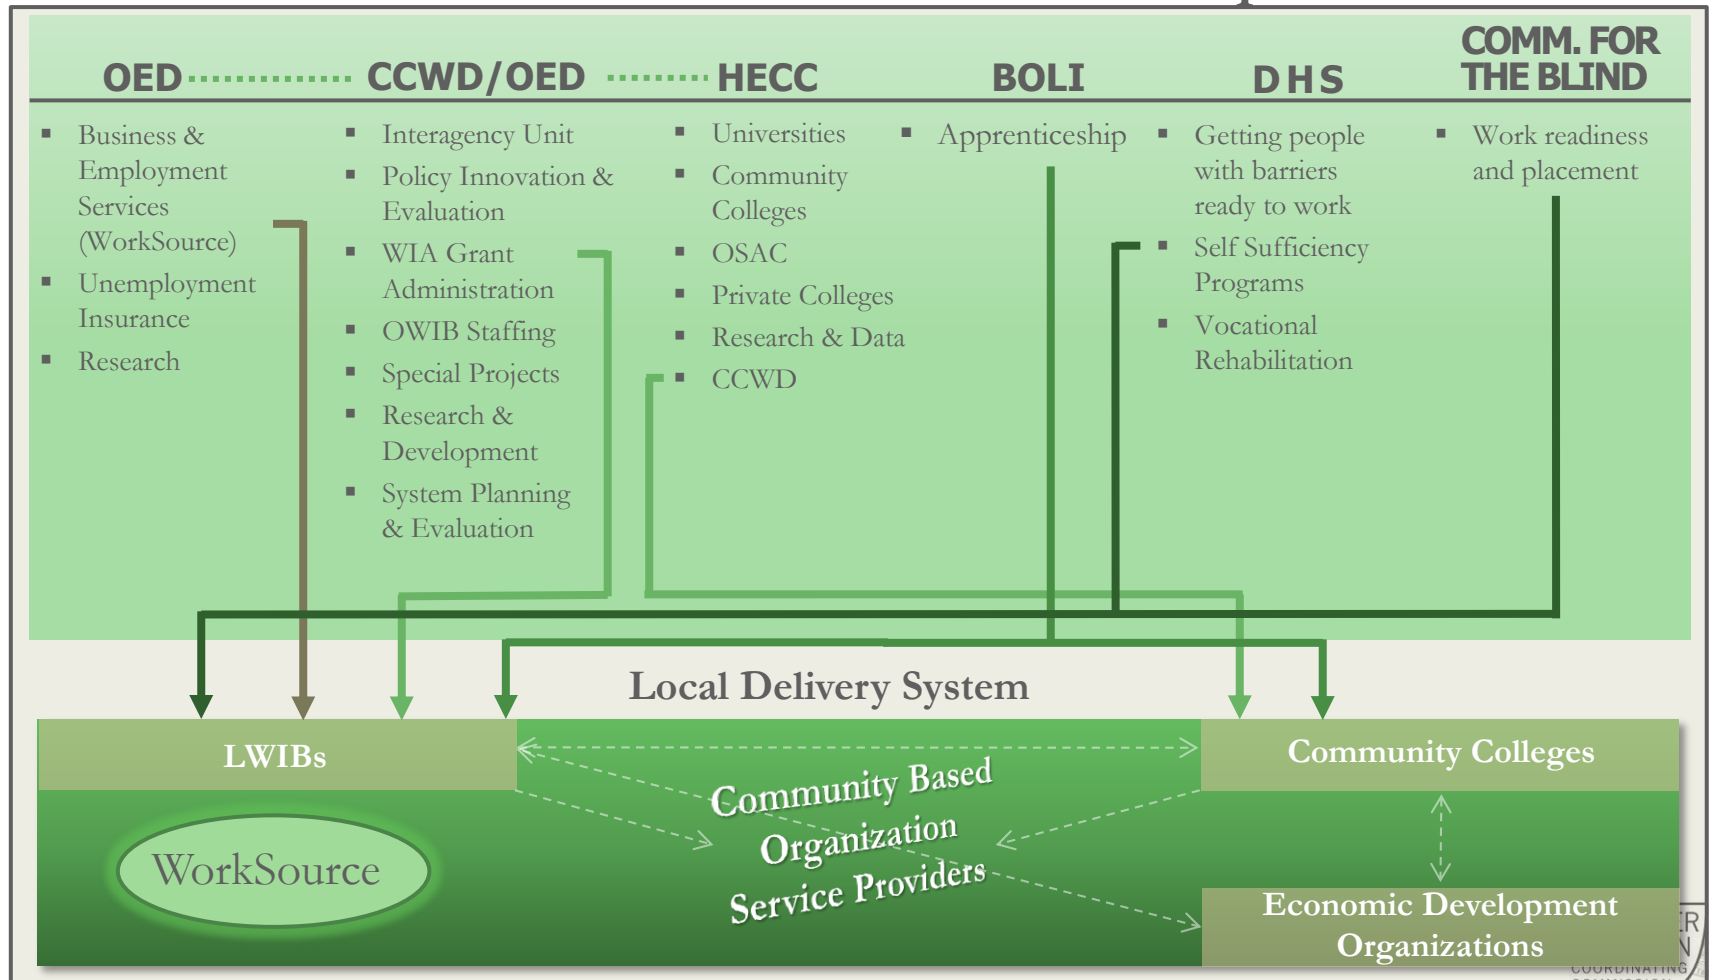 OED
CCWD/OED
HECC
BOLI
DHS
COMM. FOR
THE BLIND
Business &
Employment
Services
(WorkSource)
Unemployment
Insurance
Research
Interagency Unit
Policy Innovation &
Evaluation
WIA Grant
Administration
OWIB Staffing
Special Projects
Research &
Development
System Planning
& Evaluation
Universities
Community
Colleges
OSAC
Private Colleges
Research & Data
CCWD
Apprenticeship
Getting people
with barriers
ready to work
Self Sufficiency
Programs
Vocational
Rehabilitation
Work readiness
and placement
Local Delivery System
LWIBs
WorkSource
Community Based
Organization
Service Providers
Community Colleges
Economic Development
Organizations
COORDINATING